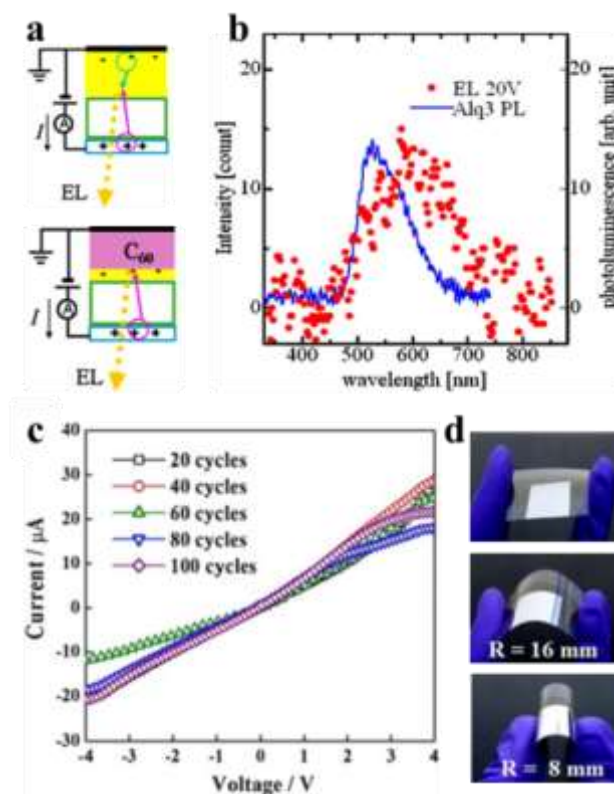 a
A
I
EL
C60
A
I
EL
b
EL 20V
Alq3 PL
Intensity [count]
photoluminescence [arb. unit]
20
10
0
20
10
0
400 500 600 700 800
wavelength [nm]
c
20 cycles
40 cycles
60 cycles
80 cycles
100 cycles
Current / μA
40
30
20
10
0
-10
-20
-30
-4 -3 -2 -1 0 1 2 3 4
Voltage / V
d
R = 16 mm
R = 8 mm